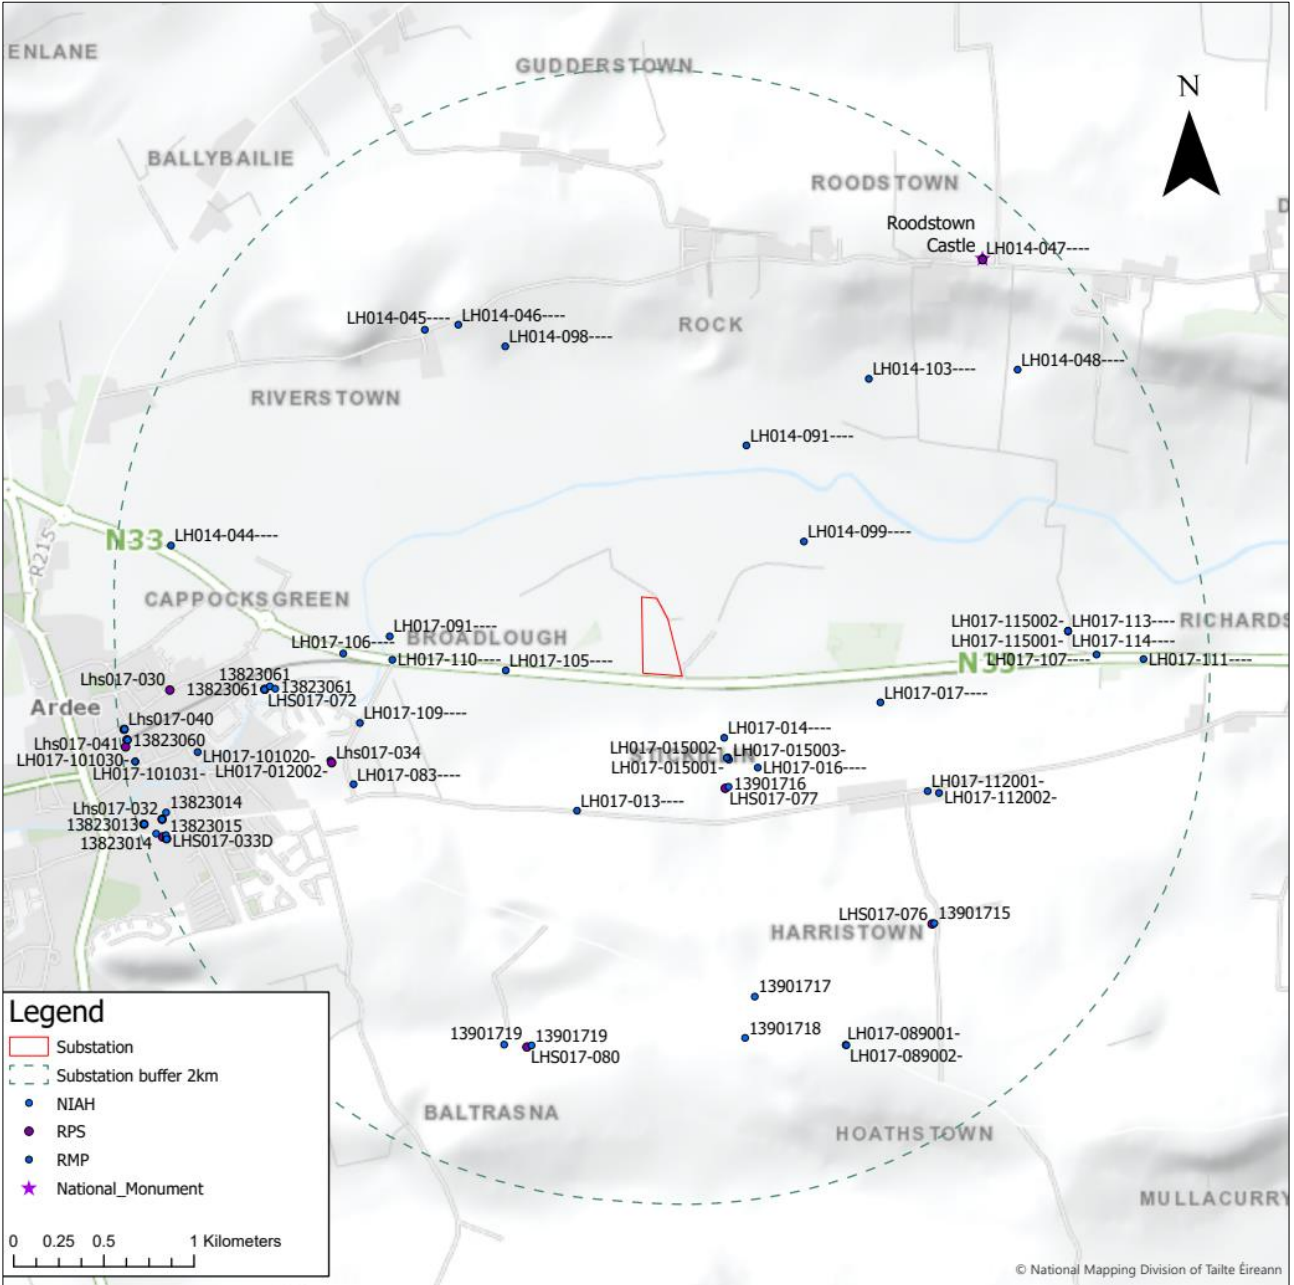 ENLANE
GUDDERSTOWN
N
BALLYBAILIE
ROODSTOWN
D
Roodstown
Castle
LH014-047----
LH014-045----
LH014-046----
LH014-098----
ROCK
LH014-103----
LH014-048----
RIVERSTOWN
LH014-091----
N33
LH014-044----
LH014-099----
R215
CAPPOCKSGREEN
LH017-091----
BROADLOUGH
LH017-106----
LH017-110----
LH017-105----
LH017-115002-
LH017-113----
RICHARDS
LH017-115001-
LH017-114----
LH017-107----
LH017-111----
N33
Lhs017-030
13823061
13823061
13823061
LHS017-072
LH017-017----
Ardee
Lhs017-040
LH017-109----
LH017-014----
Lhs017-041
13823060
LH017-101020-
Lhs017-034
LH017-015002-
LH017-015003-
STICKILLIN
LH017-101030-
LH017-101031-
LH017-012002-
LH017-015001-
LH017-016----
LH017-083----
13901716
LHS017-077
LH017-112001-
LH017-112002-
LH017-013----
Lhs017-032
13823014
13823013
13823015
13823014
LHS017-033D
LHS017-076
13901715
HARRISTOWN
13901717
13901718
LH017-089001-
LH017-089002-
13901719
13901719
LHS017-080
BALTRASNA
HOATHSTOWN
MULLACURRY
Legend
Substation
Substation buffer 2km
NIAH
RPS
RMP
National_Monument
0 0.25 0.5 1 Kilometers
© National Mapping Division of Tailte Éireann